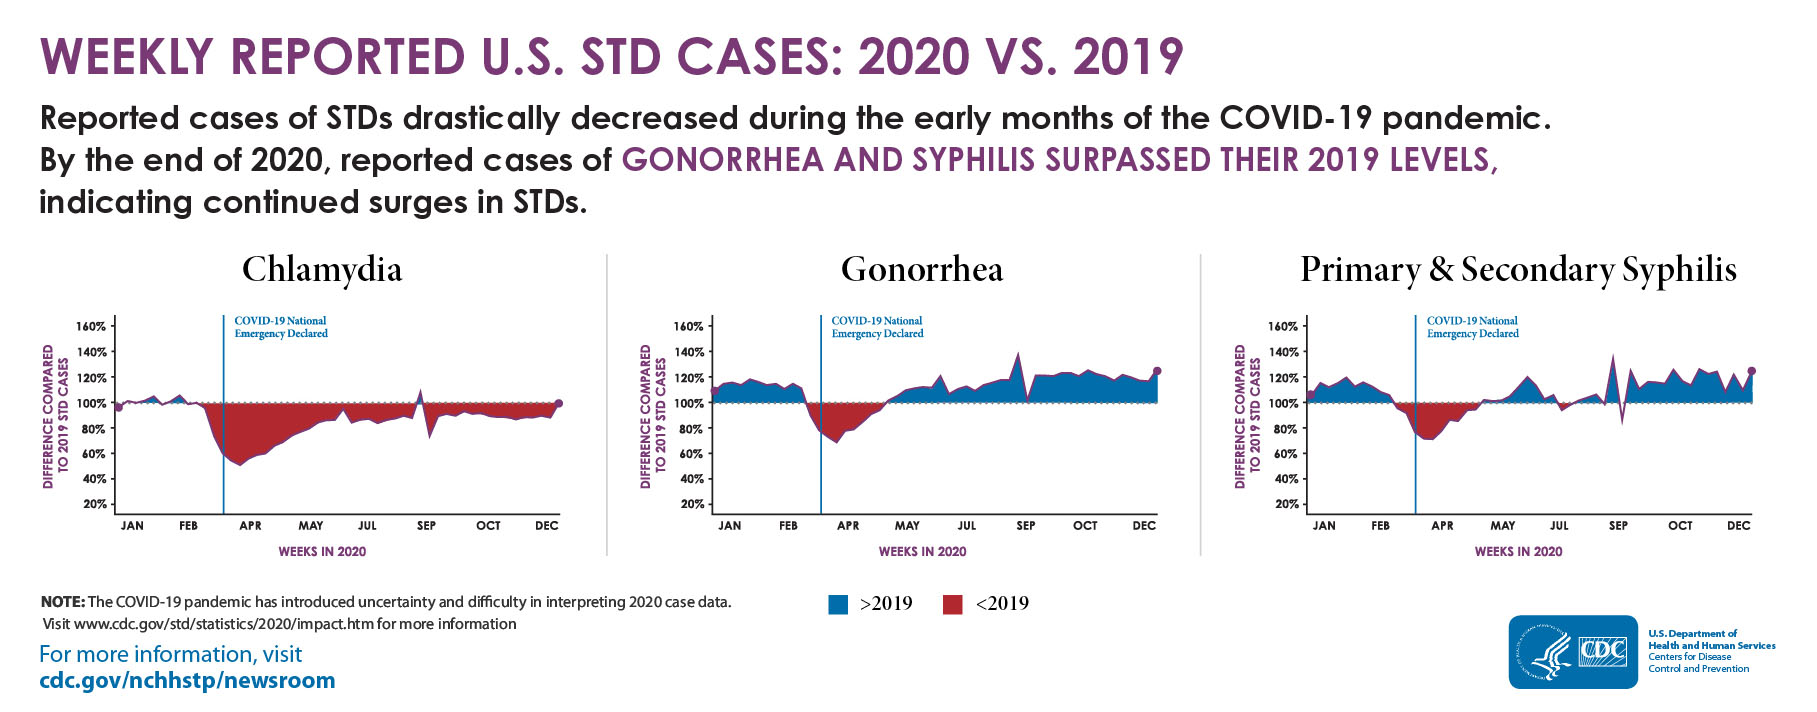 WEEKLY REPORTED U.S. STD CASES: 2020 VS. 2019
Reported cases of STDs drastically decreased during the early months of the COVID-19 pandemic.
By the end of 2020, reported cases of GONORRHEA AND SYPHILIS SURPASSED THEIR 2019 LEVELS,
indicating continued surges in STDs.
Chlamydia
COVID-19 National
Emergency Declared
DIFFERENCE COMPARED
TO 2019 STD CASES
160%
140%
120%
100%
80%
60%
40%
20%
JAN FEB APR MAY JUL SEP OCT DEC
WEEKS IN 2020
Gonorrhea
COVID-19 National
Emergency Declared
DIFFERENCE COMPARED
TO 2019 STD CASES
160%
140%
120%
100%
80%
60%
40%
20%
JAN FEB APR MAY JUL SEP OCT DEC
WEEKS IN 2020
Primary & Secondary Syphilis
COVID-19 National
Emergency Declared
DIFFERENCE COMPARED
TO 2019 STD CASES
160%
140%
120%
100%
80%
60%
40%
20%
JAN FEB APR MAY JUL SEP OCT DEC
WEEKS IN 2020
NOTE: The COVID-19 pandemic has introduced uncertainty and difficulty in interpreting 2020 case data.
Visit www.cdc.gov/std/statistics/2020/impact.htm for more information
>2019 <2019
For more information, visit
cdc.gov/nchhstp/newsroom
CDC
U.S. Department of
Health and Human Services
Centers for Disease
Control and Prevention